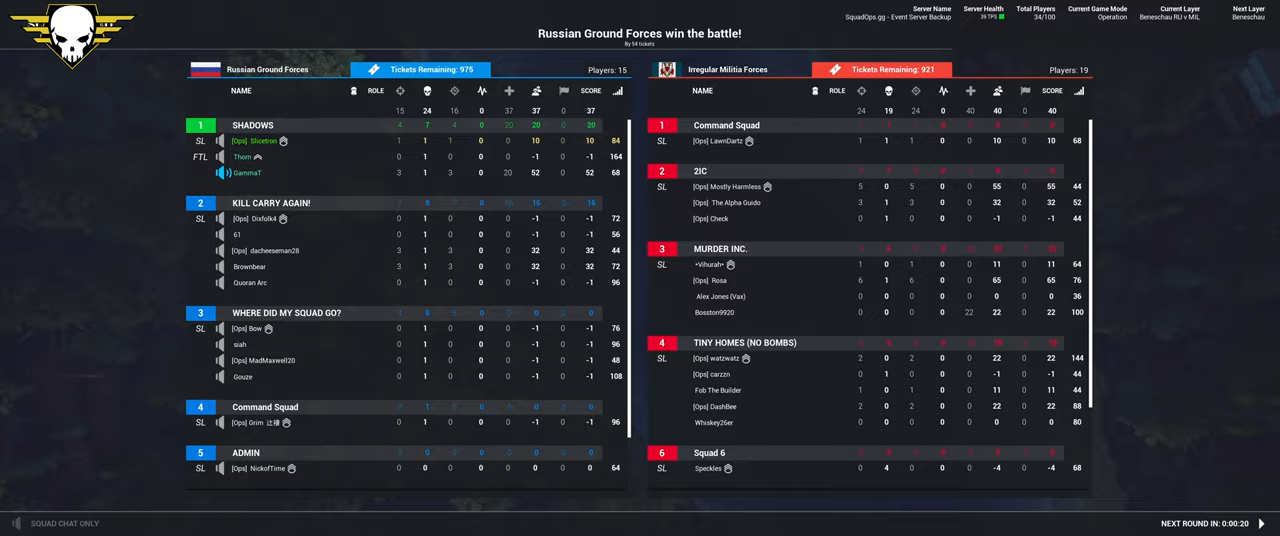 Server Name Server Health Total Players Current Game Mode Current Layer Next Layer
SquadOps.gg - Event Server Backup 39 TPS 34/100 Operation Beneschau RU v MIL Beneschau
Russian Ground Forces win the battle!
By 54 tickets
Russian Ground Forces Tickets Remaining: 975 Players: 15
NAME ROLE SCORE
15 24 16 0 37 37 0 37
1 SHADOWS 4 7 4 0 20 20 0 20
SL [Ops] Slicetron 1 1 1 0 0 10 0 10 84
FTL Thorn 0 1 0 0 0 -1 0 -1 164
GammaT 3 1 3 0 20 52 0 52 68
2 KILL CARRY AGAIN! 8 0 16 16 0 16
SL [Ops] Dixfolk4 0 1 0 0 0 -1 0 -1 72
61 0 1 0 0 0 -1 0 -1 56
[Ops] dacheeseman28 3 1 3 0 0 32 0 32 44
Brownbear 3 1 3 0 0 32 0 32 72
Quoran Arc 0 1 0 0 0 -1 0 -1 96
3 WHERE DID MY SQUAD GO?
SL [Ops] Bow 0 1 0 0 0 -1 0 -1 76
siah 0 1 0 0 0 -1 0 -1 96
[Ops] MadMaxwell20 0 1 0 0 0 -1 0 -1 48
Gouze 0 1 0 0 0 -1 0 -1 108
4 Command Squad
SL [Ops] Grim 0 1 0 0 0 -1 0 -1 96
5 ADMIN
SL [Ops] NickofTime 0 0 0 0 0 0 0 0 64
Irregular Militia Forces Tickets Remaining: 921 Players: 19
NAME ROLE SCORE
24 19 24 0 40 40 0 40
1 Command Squad
SL [Ops] LawnDartz 1 1 1 0 0 10 0 10 68
2 2IC
SL [Ops] Mostly Harmless 5 0 5 0 0 55 0 55 44
[Ops] The Alpha Guido 3 1 3 0 0 32 0 32 52
[Ops] Check 0 1 0 0 0 -1 0 -1 44
3 MURDER INC.
SL •Vihurah• 1 0 1 0 0 11 0 11 64
[Ops] Rosa 6 1 6 0 0 65 0 65 76
Alex Jones (Vax) 0 0 0 0 0 0 0 0 36
Bosston9920 0 0 0 0 22 22 0 22 100
4 TINY HOMES (NO BOMBS)
SL [Ops] watzwatz 2 0 2 0 0 22 0 22 144
[Ops] carzzn 0 1 0 0 0 -1 0 -1 44
Fob The Builder 1 0 1 0 0 11 0 11 44
[Ops] DashBee 2 0 2 0 0 22 0 22 88
Whiskey26er 0 0 0 0 0 0 0 0 80
6 Squad 6
SL Speckles 0 4 0 0 0 -4 0 -4 68
SQUAD CHAT ONLY
NEXT ROUND IN: 0:00:20